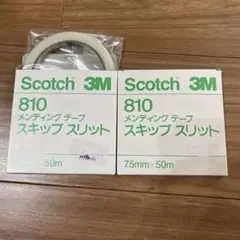 Scotch 3M
810
メンディング テープ
スキップ スリット
50m
Scotch 3M
810
メンディング テープ
スキップ スリット
7.5mm×50m